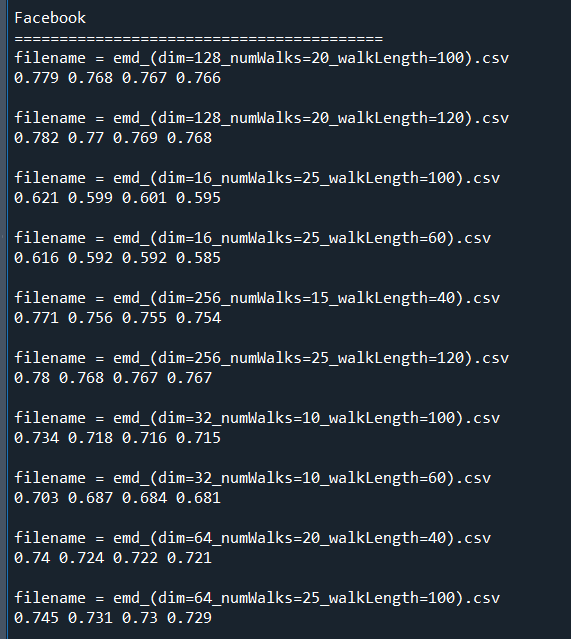 Facebook
=========================================
filename = emd_(dim=128_numWalks=20_walkLength=100).csv
0.779 0.768 0.767 0.766
filename = emd_(dim=128_numWalks=20_walkLength=120).csv
0.782 0.77 0.769 0.768
filename = emd_(dim=16_numWalks=25_walkLength=100).csv
0.621 0.599 0.601 0.595
filename = emd_(dim=16_numWalks=25_walkLength=60).csv
0.616 0.592 0.592 0.585
filename = emd_(dim=256_numWalks=15_walkLength=40).csv
0.771 0.756 0.755 0.754
filename = emd_(dim=256_numWalks=25_walkLength=120).csv
0.78 0.768 0.767 0.767
filename = emd_(dim=32_numWalks=10_walkLength=100).csv
0.734 0.718 0.716 0.715
filename = emd_(dim=32_numWalks=10_walkLength=60).csv
0.703 0.687 0.684 0.681
filename = emd_(dim=64_numWalks=20_walkLength=40).csv
0.74 0.724 0.722 0.721
filename = emd_(dim=64_numWalks=25_walkLength=100).csv
0.745 0.731 0.73 0.729